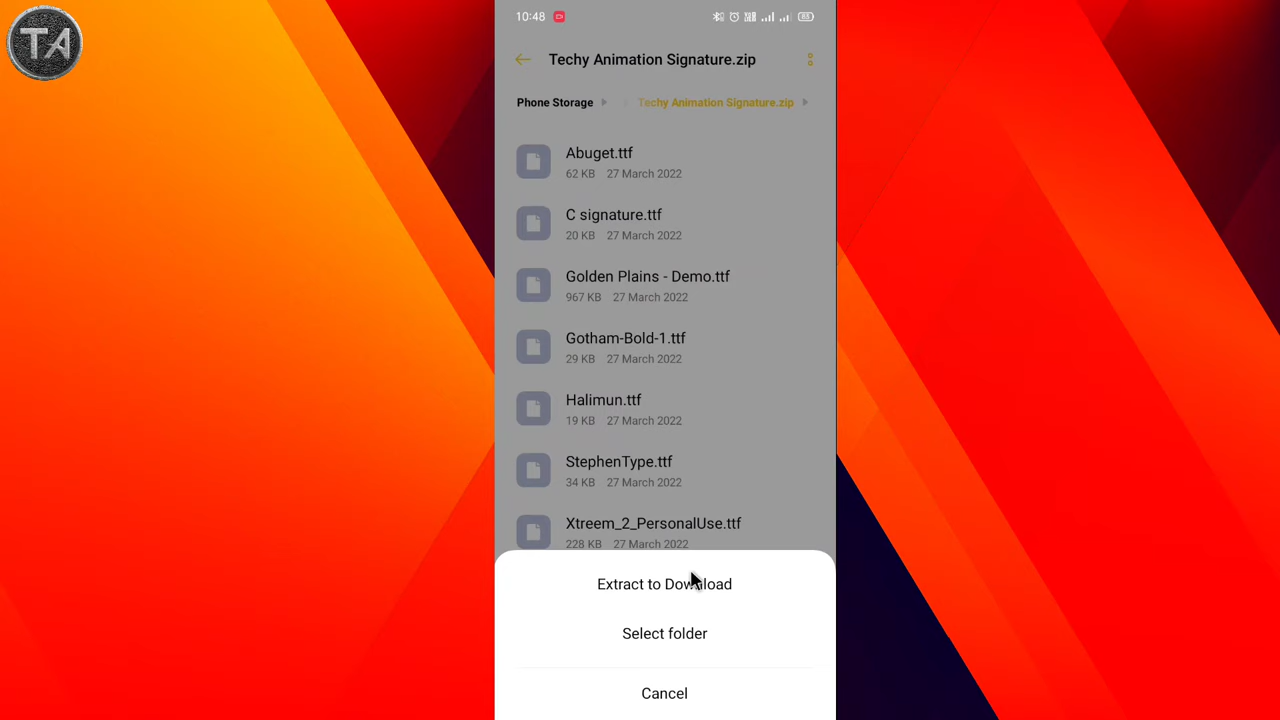 TA
10:48
88
Techy Animation Signature.zip
Phone Storage
Techy Animation Signature.zip
Abuget.ttf
62 KB 27 March 2022
C signature.ttf
20 KB 27 March 2022
Golden Plains - Demo.ttf
967 KB 27 March 2022
Gotham-Bold-1.ttf
29 KB 27 March 2022
Halimun.ttf
19 KB 27 March 2022
StephenType.ttf
34 KB 27 March 2022
Xtreem_2_PersonalUse.ttf
228 KB 27 March 2022
Extract to Download
Select folder
Cancel